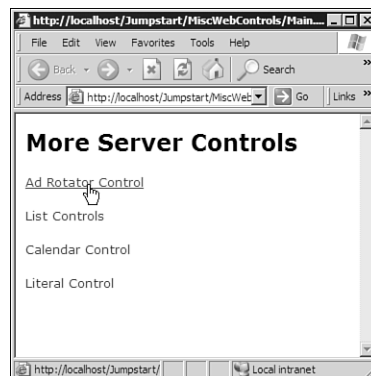 http://localhost/Jumpstart/MiscWebControls/Main....
File Edit View Favorites Tools Help
Back Search »
Address http://localhost/Jumpstart/MiscWeb Go Links »
More Server Controls
Ad Rotator Control
List Controls
Calendar Control
Literal Control
http://localhost/Jumpstart/ Local intranet